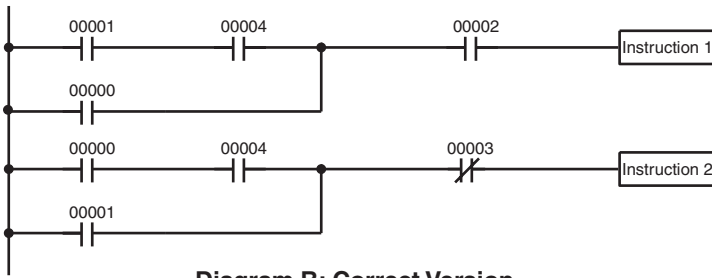 00001 00004 00002
Instruction 1
00000
00000 00004 00003
Instruction 2
00001
Diagram B: Correct Version